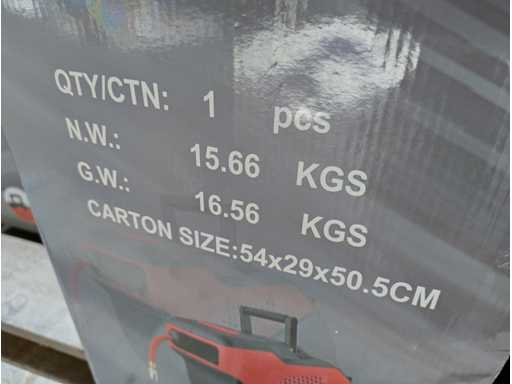 QTY/CTN: 1 pcs
N.W.: 15.66 KGS
G.W.: 16.56 KGS
CARTON SIZE:54x29x50.5CM